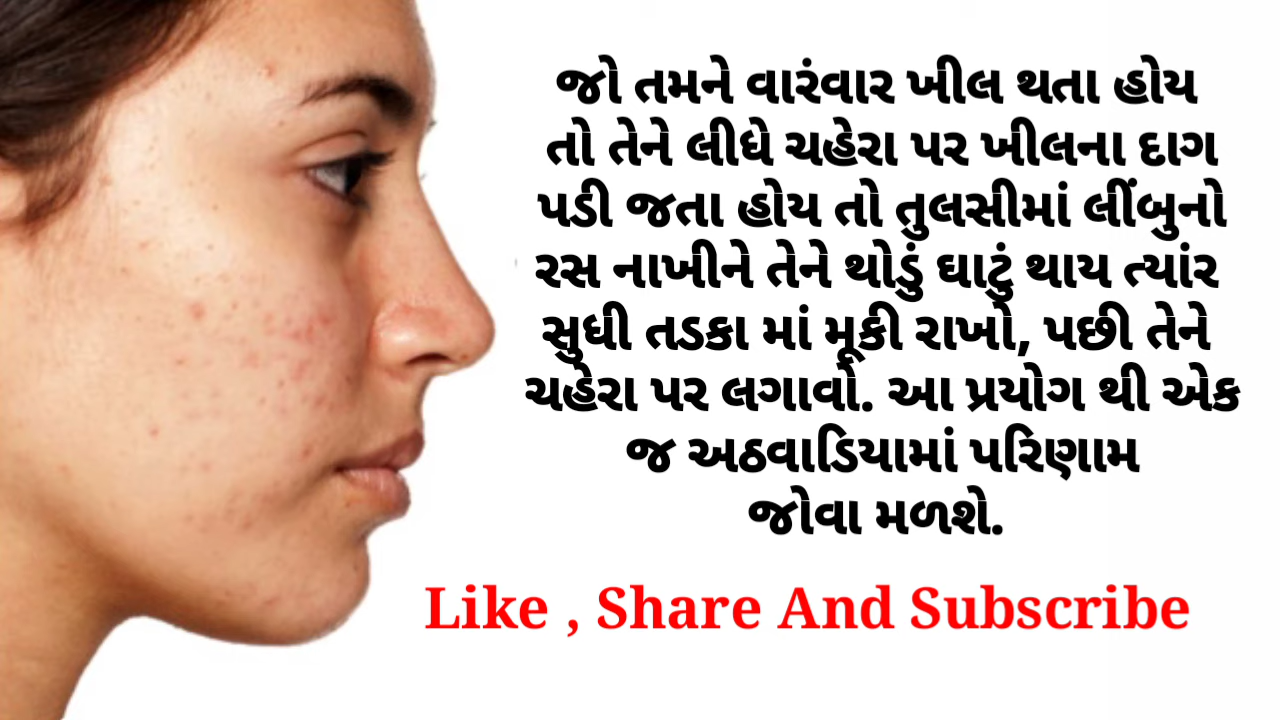 જો તમને વારંવાર ખીલ થતા હોય
તો તેને લીધે ચહેરા પર ખીલના દાગ
પડી જતા હોય તો તુલસીમાં લીંબુનો
રસ નાખીને તેને થોડું ઘાટું થાય ત્યાંર
સુધી તડકા માં મૂકી રાખો, પછી તેને
ચહેરા પર લગાવો. આ પ્રયોગ થી એક
જ અઠવાડિયામાં પરિણામ
જોવા મળશે.
Like , Share And Subscribe